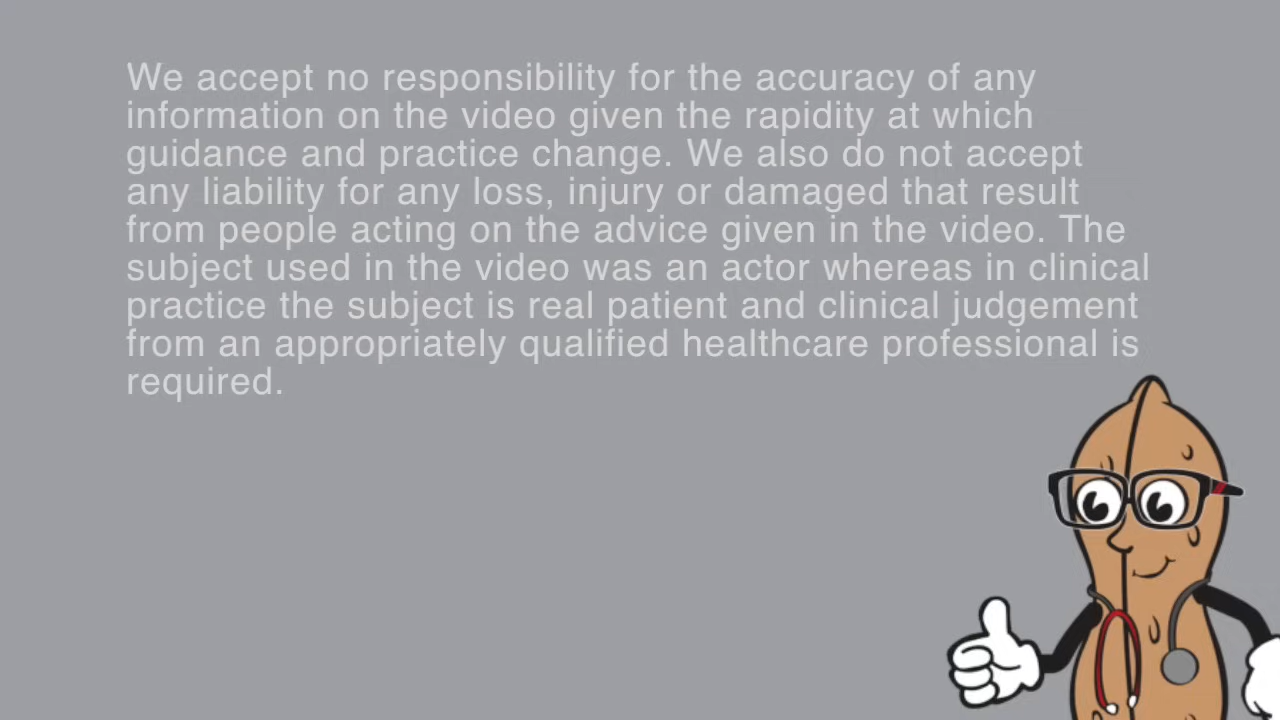 We accept no responsibility for the accuracy of any
information on the video given the rapidity at which
guidance and practice change. We also do not accept
any liability for any loss, injury or damaged that result
from people acting on the advice given in the video. The
subject used in the video was an actor whereas in clinical
practice the subject is real patient and clinical judgement
from an appropriately qualified healthcare professional is
required.